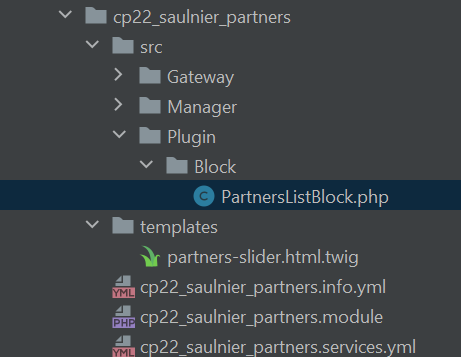 cp22_saulnier_partners
src
Gateway
Manager
Plugin
Block
C PartnersListBlock.php
templates
partners-slider.html.twig
YML cp22_saulnier_partners.info.yml
PHP cp22_saulnier_partners.module
YML cp22_saulnier_partners.services.yml